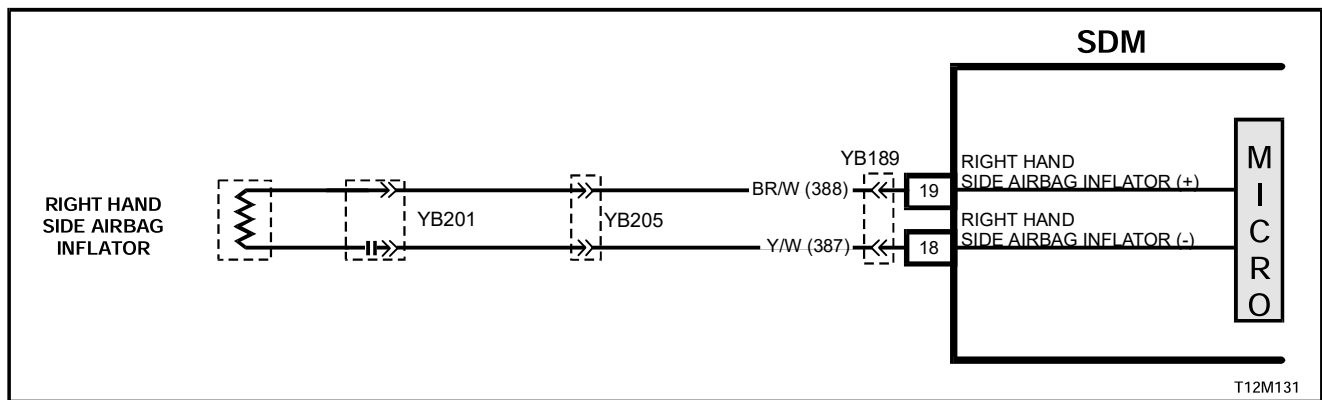 SDM
RIGHT HAND
SIDE AIRBAG
INFLATOR
YB201
YB205
BR/W (388)
Y/W (387)
YB189
19
18
RIGHT HAND
SIDE AIRBAG INFLATOR (+)
RIGHT HAND
SIDE AIRBAG INFLATOR (-)
M
I
C
R
O
T12M131